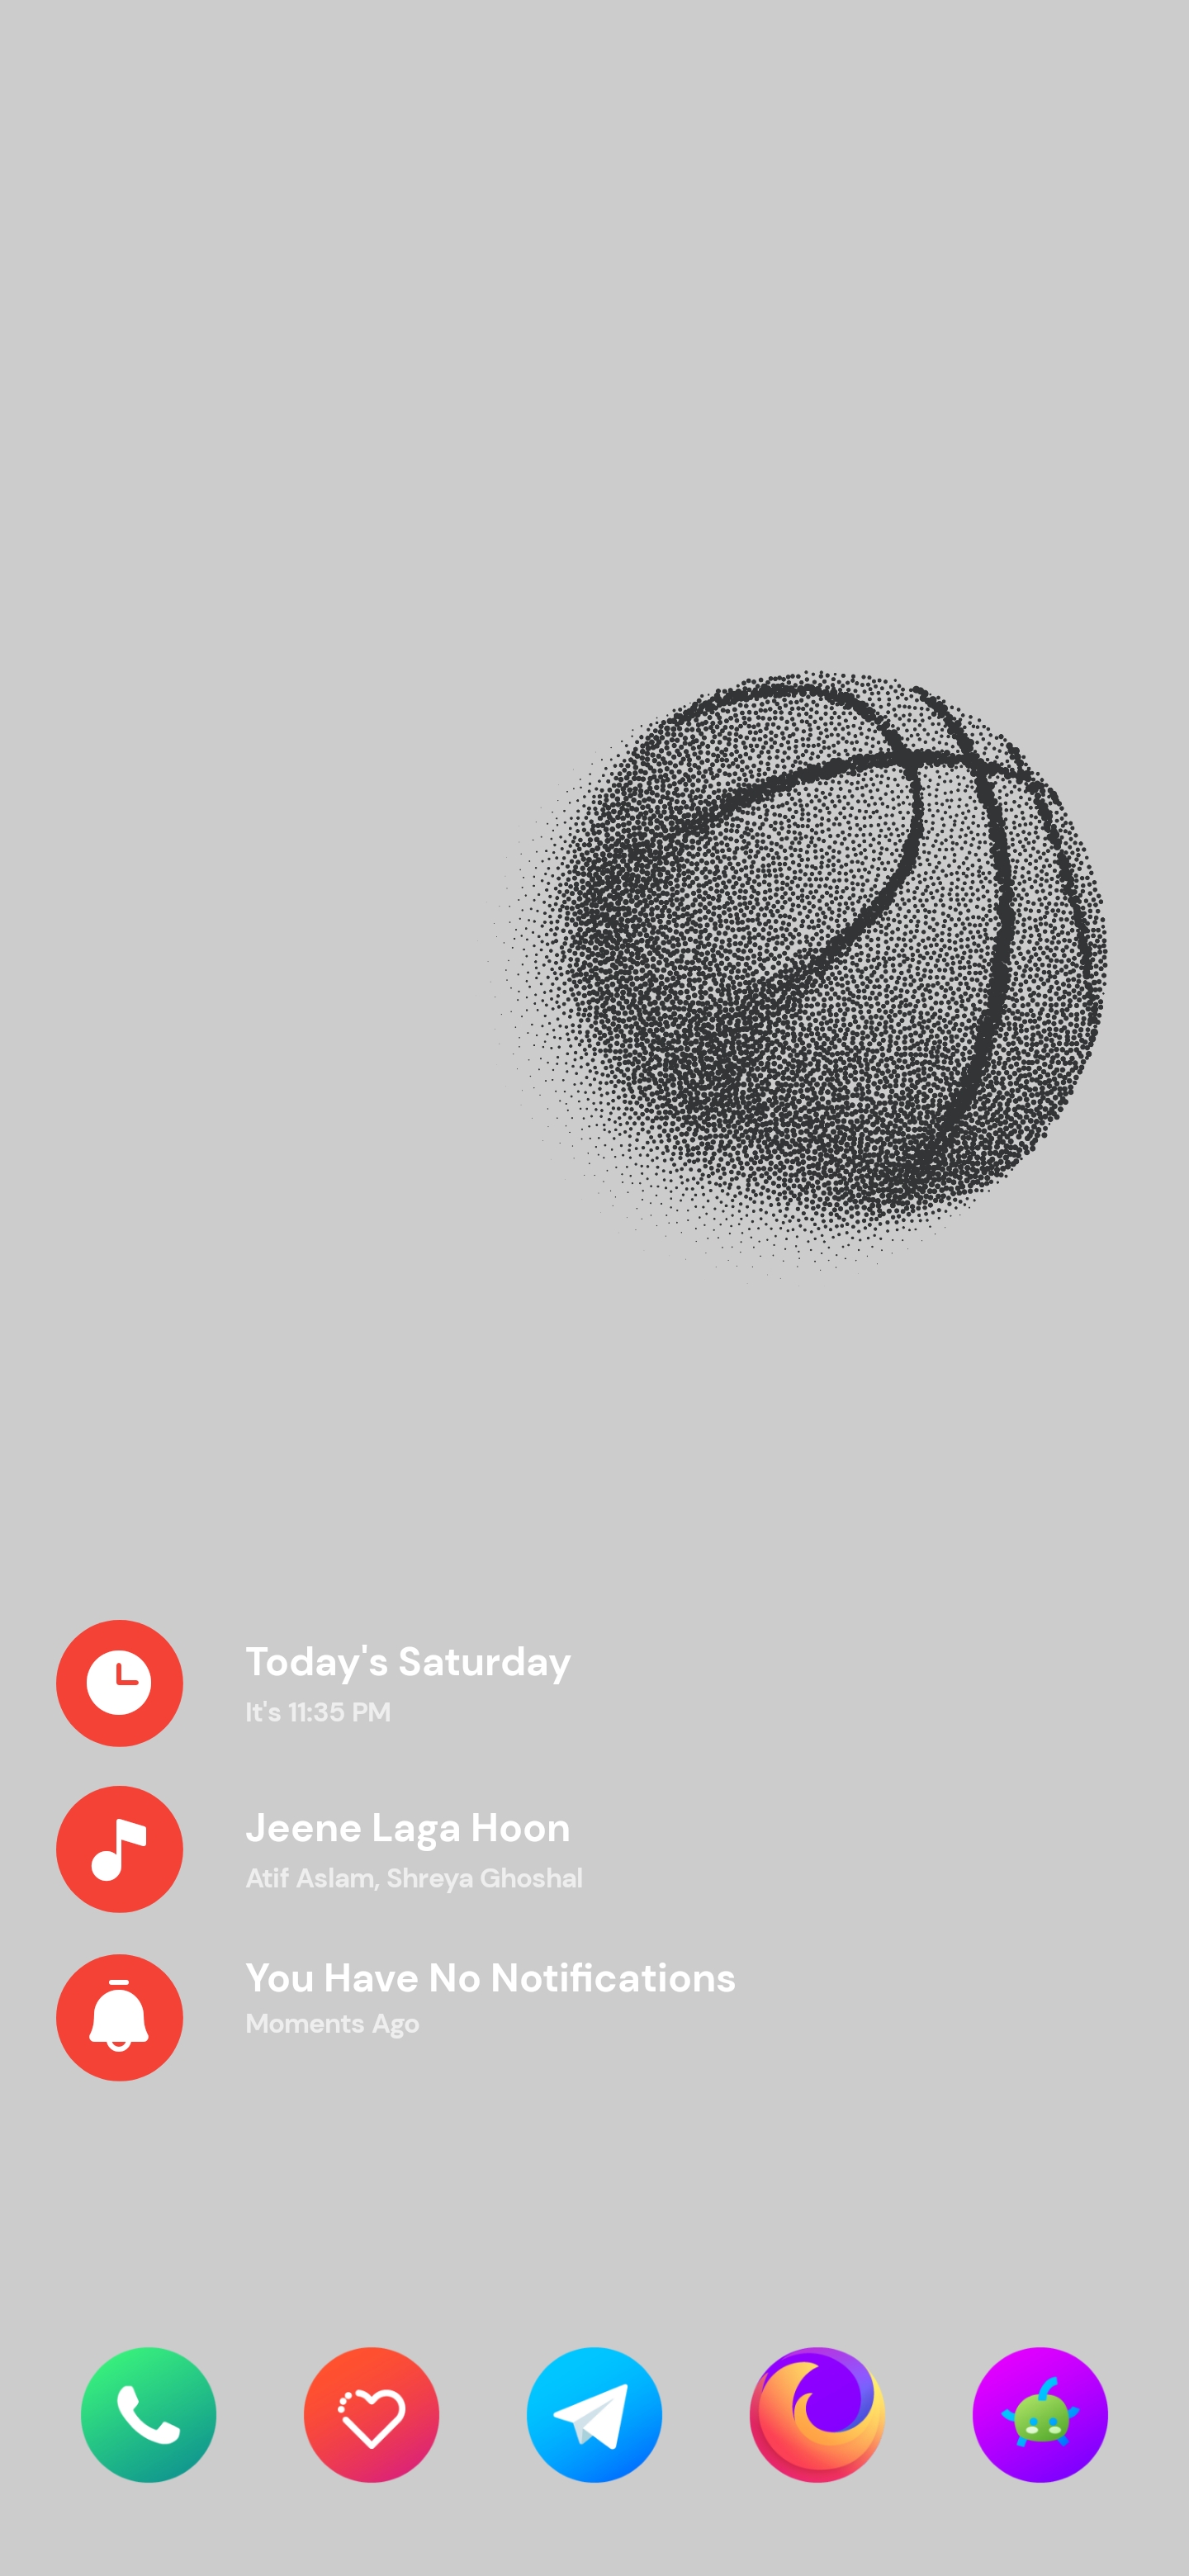 Today's Saturday
It's 11:35 PM
Jeene Laga Hoon
Atif Aslam, Shreya Ghoshal
You Have No Notifications
Moments Ago